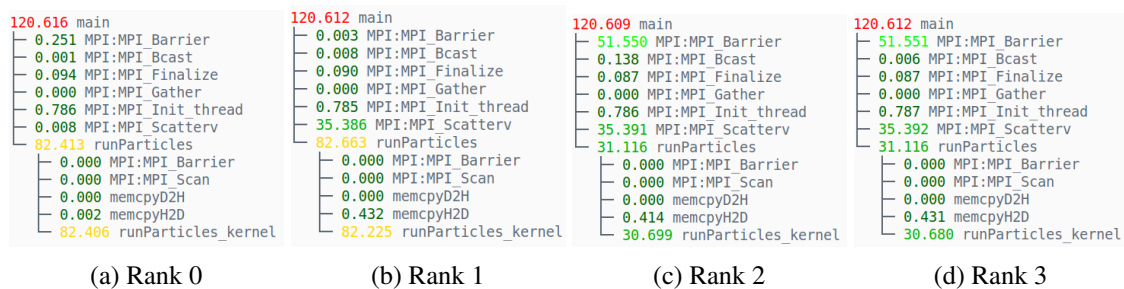 120.616 main
├─ 0.251 MPI:MPI_Barrier
├─ 0.001 MPI:MPI_Bcast
├─ 0.094 MPI:MPI_Finalize
├─ 0.000 MPI:MPI_Gather
├─ 0.786 MPI:MPI_Init_thread
├─ 0.008 MPI:MPI_Scatterv
└─ 82.413 runParticles
   ├─ 0.000 MPI:MPI_Barrier
   ├─ 0.000 MPI:MPI_Scan
   ├─ 0.000 memcpyD2H
   ├─ 0.002 memcpyH2D
   └─ 82.406 runParticles_kernel
(a) Rank 0
120.612 main
├─ 0.003 MPI:MPI_Barrier
├─ 0.008 MPI:MPI_Bcast
├─ 0.090 MPI:MPI_Finalize
├─ 0.000 MPI:MPI_Gather
├─ 0.785 MPI:MPI_Init_thread
├─ 35.386 MPI:MPI_Scatterv
└─ 82.663 runParticles
   ├─ 0.000 MPI:MPI_Barrier
   ├─ 0.000 MPI:MPI_Scan
   ├─ 0.000 memcpyD2H
   ├─ 0.432 memcpyH2D
   └─ 82.225 runParticles_kernel
(b) Rank 1
120.609 main
├─ 51.550 MPI:MPI_Barrier
├─ 0.138 MPI:MPI_Bcast
├─ 0.087 MPI:MPI_Finalize
├─ 0.000 MPI:MPI_Gather
├─ 0.786 MPI:MPI_Init_thread
├─ 35.391 MPI:MPI_Scatterv
└─ 31.116 runParticles
   ├─ 0.000 MPI:MPI_Barrier
   ├─ 0.000 MPI:MPI_Scan
   ├─ 0.000 memcpyD2H
   ├─ 0.414 memcpyH2D
   └─ 30.699 runParticles_kernel
(c) Rank 2
120.612 main
├─ 51.551 MPI:MPI_Barrier
├─ 0.006 MPI:MPI_Bcast
├─ 0.087 MPI:MPI_Finalize
├─ 0.000 MPI:MPI_Gather
├─ 0.787 MPI:MPI_Init_thread
├─ 35.392 MPI:MPI_Scatterv
└─ 31.116 runParticles
   ├─ 0.000 MPI:MPI_Barrier
   ├─ 0.000 MPI:MPI_Scan
   ├─ 0.000 memcpyD2H
   ├─ 0.431 memcpyH2D
   └─ 30.680 runParticles_kernel
(d) Rank 3